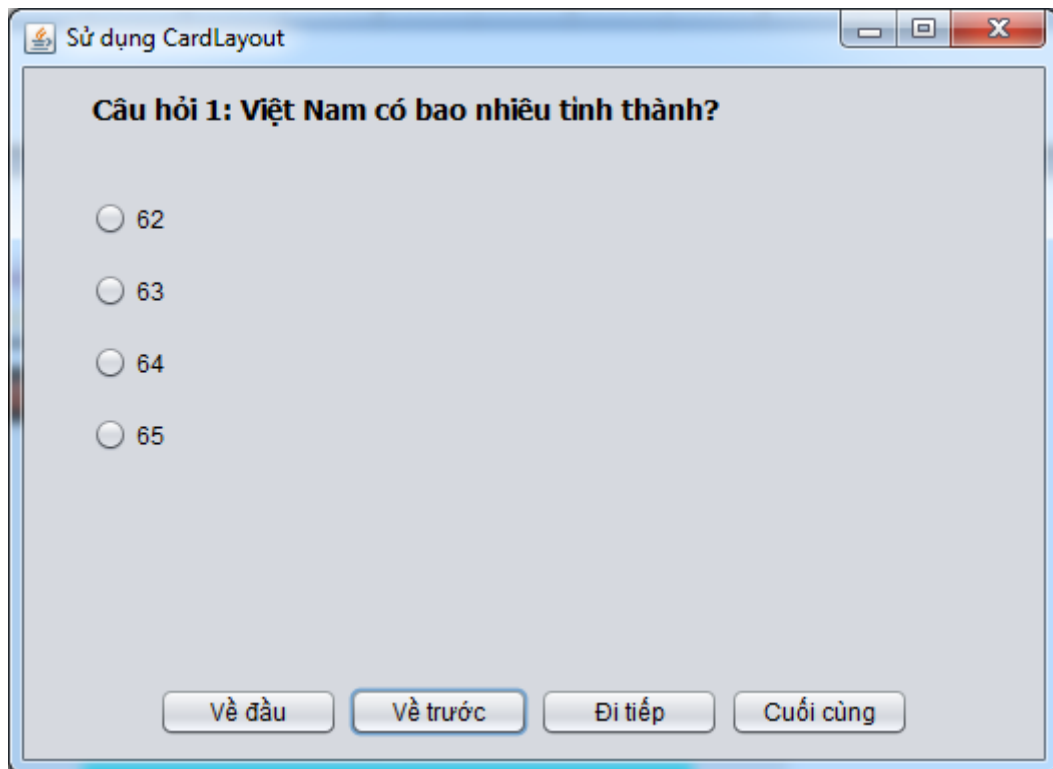 Sử dụng CardLayout
Câu hỏi 1: Việt Nam có bao nhiêu tỉnh thành?
62
63
64
65
Về đầu Về trước Đi tiếp Cuối cùng